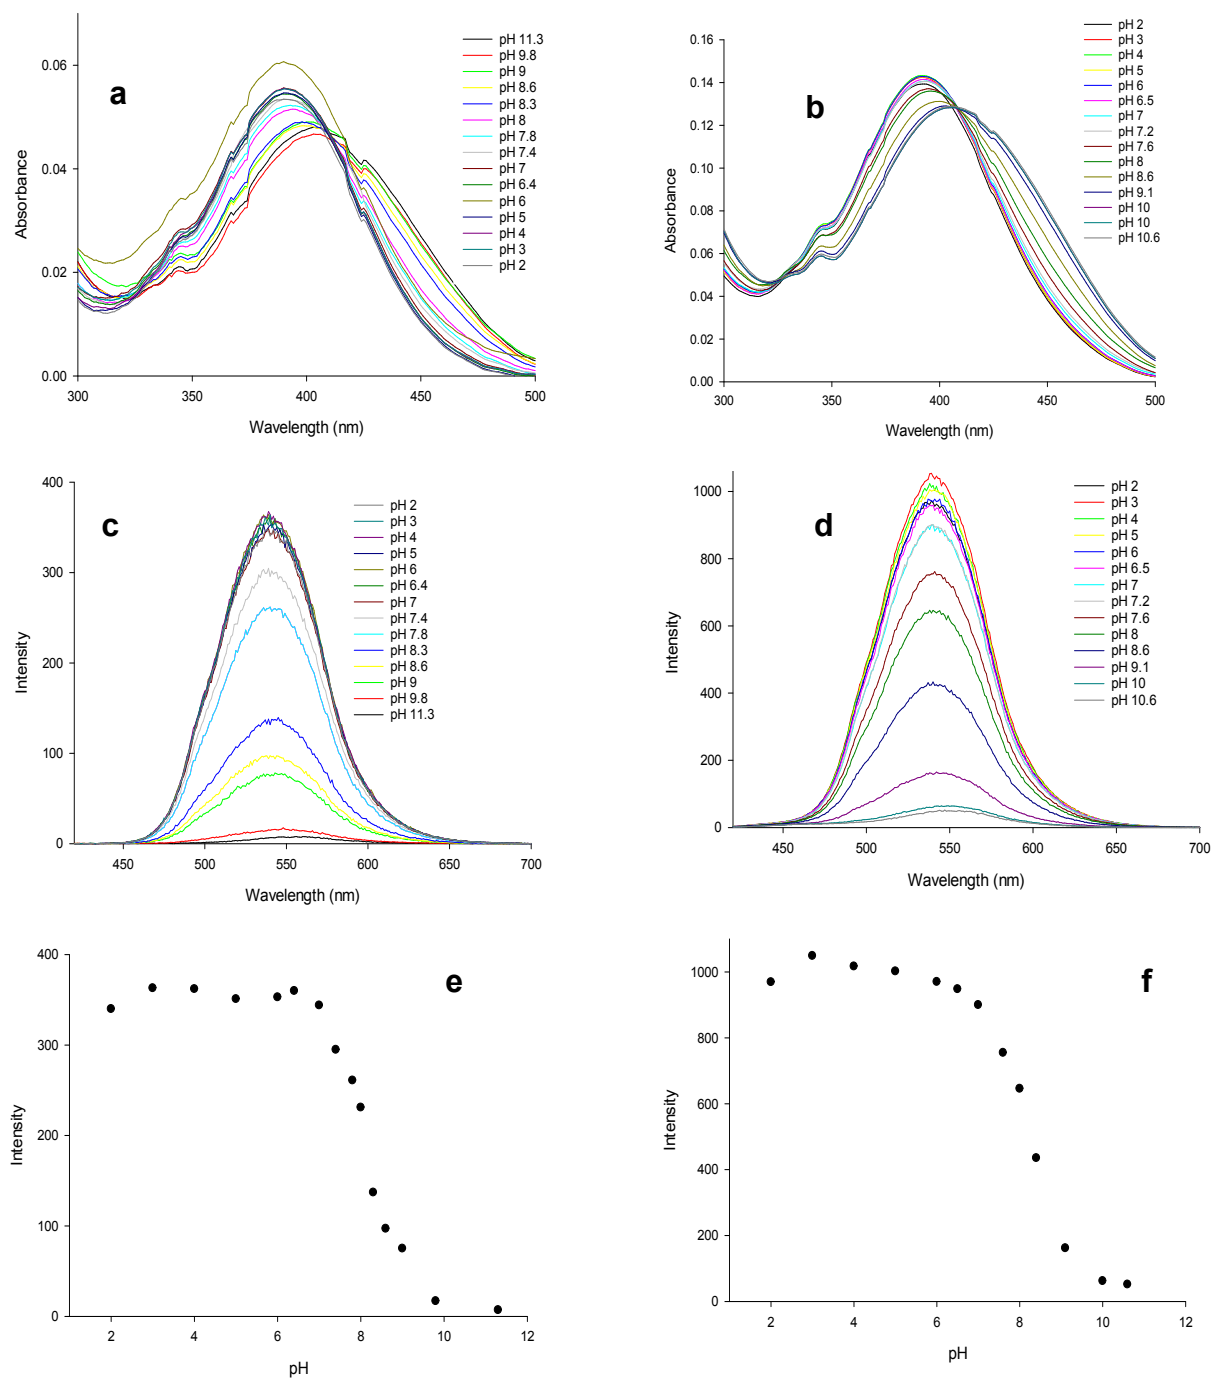 a
0.06
0.04
0.02
0.00
Absorbance
300
350
400
450
500
Wavelength (nm)
pH 11.3
pH 9.8
pH 9
pH 8.6
pH 8.3
pH 8
pH 7.8
pH 7.4
pH 7
pH 6.4
pH 6
pH 5
pH 4
pH 3
pH 2
b
0.16
0.14
0.12
0.10
0.08
0.06
0.04
0.02
0.00
Absorbance
300
350
400
450
500
Wavelength (nm)
pH 2
pH 3
pH 4
pH 5
pH 6
pH 6.5
pH 7
pH 7.2
pH 7.6
pH 8
pH 8.6
pH 9.1
pH 10
pH 10
pH 10.6
c
400
300
200
100
0
Intensity
450
500
550
600
650
700
Wavelength (nm)
pH 2
pH 3
pH 4
pH 5
pH 6
pH 6.4
pH 7
pH 7.4
pH 7.8
pH 8.3
pH 8.6
pH 9
pH 9.8
pH 11.3
d
1000
800
600
400
200
0
Intensity
450
500
550
600
650
700
Wavelength (nm)
pH 2
pH 3
pH 4
pH 5
pH 6
pH 6.5
pH 7
pH 7.2
pH 7.6
pH 8
pH 8.6
pH 9.1
pH 10
pH 10.6
e
400
300
200
100
0
Intensity
2
4
6
8
10
12
pH
f
1000
800
600
400
200
0
Intensity
2
4
6
8
10
12
pH